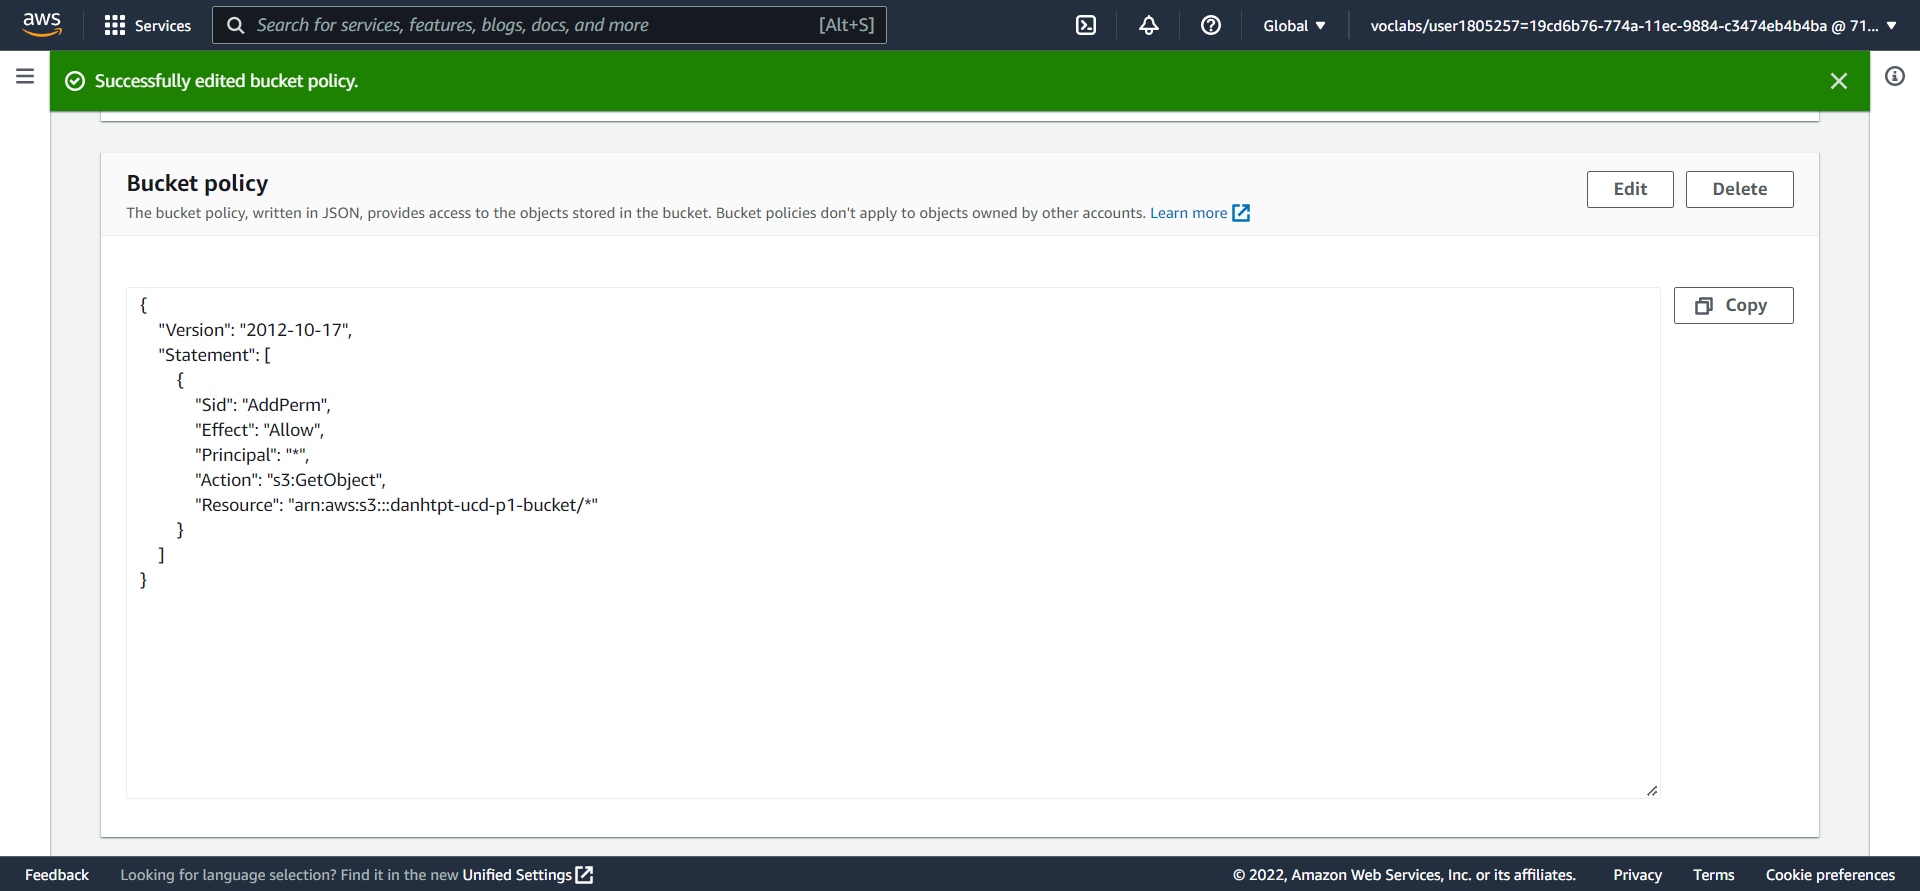 aws
Services
Search for services, features, blogs, docs, and more
[Alt+S]
Global
voclabs/user1805257=19cd6b76-774a-11ec-9884-c3474eb4b4ba @ 71...
Successfully edited bucket policy.
Bucket policy
Edit
Delete
The bucket policy, written in JSON, provides access to the objects stored in the bucket. Bucket policies don't apply to objects owned by other accounts. Learn more
Copy
{
"Version": "2012-10-17",
"Statement": [
{
"Sid": "AddPerm",
"Effect": "Allow",
"Principal": "*",
"Action": "s3:GetObject",
"Resource": "arn:aws:s3:::danhtpt-ucd-p1-bucket/*"
}
]
}
Feedback
Looking for language selection? Find it in the new Unified Settings
© 2022, Amazon Web Services, Inc. or its affiliates.
Privacy
Terms
Cookie preferences